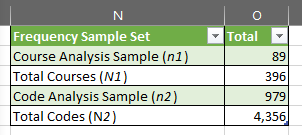 N O
Frequency Sample Set Total
Course Analysis Sample (n1) 89
Total Courses (N1) 396
Code Analysis Sample (n2) 979
Total Codes (N2) 4,356